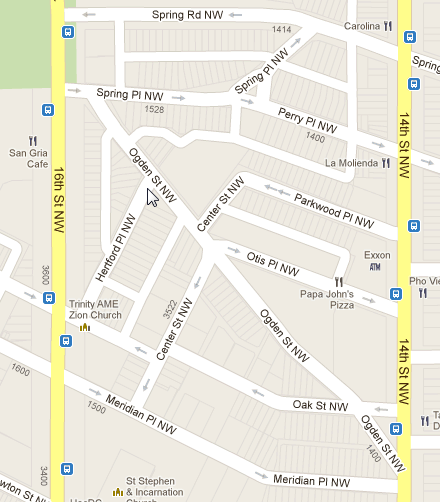 Spring Rd NW
Carolina
1414
Spring
Spring Pl NW
Spring Pl NW
1528
Perry Pl NW
1400
14th St NW
San Gria
Cafe
Ogden St NW
La Molienda
16th St NW
Center St NW
Parkwood Pl NW
Hertford Pl NW
Otis Pl NW
Exxon
ATM
3600
Papa John's
Pizza
Pho Vie
Trinity AME
Zion Church
3522
Center St NW
Ogden St NW
14th St NW
1600
1500
Meridian Pl NW
Oak St NW
Ta
D
Ogden St NW
1400
3400
Meridian Pl NW
St Stephen
& Incarnation
Church
wton St NW